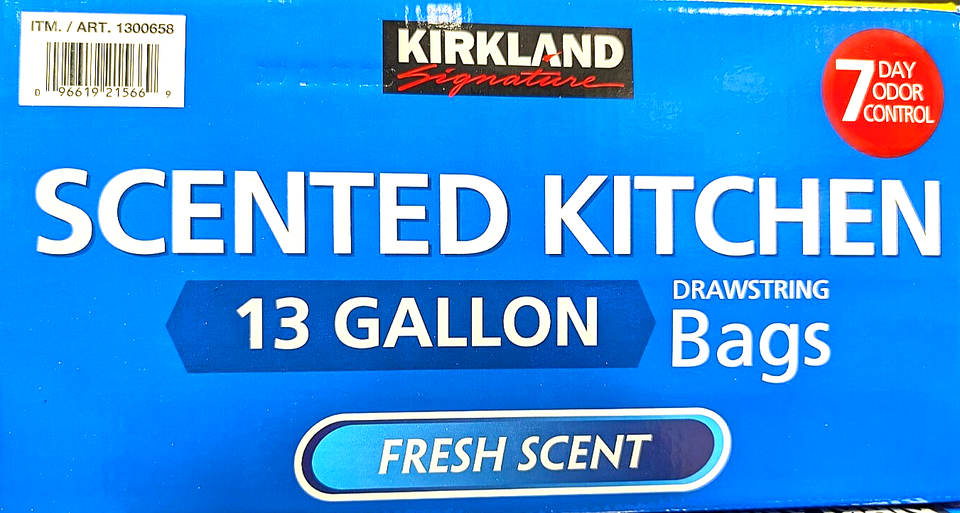 ITM. / ART. 1300658
0 96619 21566 9
KIRKLAND
Signature
7 DAY
ODOR
CONTROL
SCENTED KITCHEN
13 GALLON
DRAWSTRING
Bags
FRESH SCENT